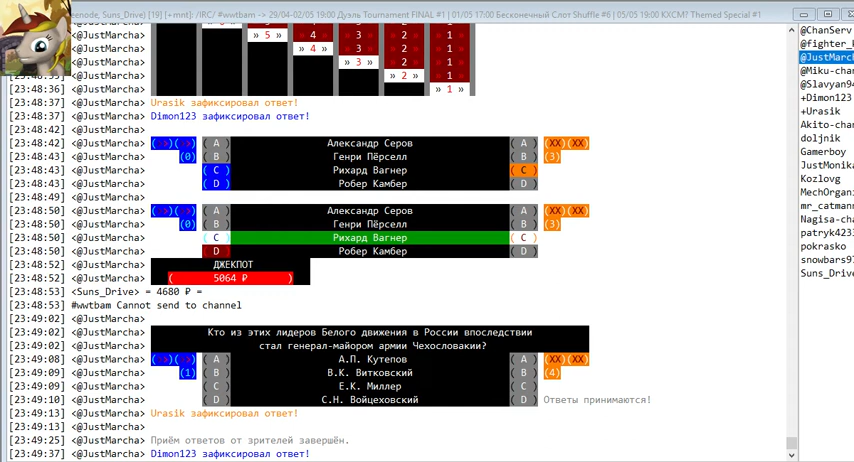 eenode, Suns_Drive) [19] [+mnt]: /IRC/ #wwtbam -> 29/04-02/05 19:00 Дуэль Tournament FINAL #1 | 01/05 17:00 Бесконечный Слот Shuffle #6 | 05/05 19:00 КХСМ? Themed Special #1
<@JustMarcha>
<@JustMarcha> » 5 » 4 3 2 1
<@JustMarcha> » 4 » 3 2 1
<@JustMarcha> » 3 » 2 1
[23:48:35] <@JustMarcha> » 2 » 1
[23:48:36] <@JustMarcha> » 1 »
[23:48:37] <@JustMarcha> Urasik зафиксировал ответ!
[23:48:37] <@JustMarcha> Dimon123 зафиксировал ответ!
[23:48:42] <@JustMarcha>
[23:48:42] <@JustMarcha> ( A ) Александр Серов ( A ) (XX)(XX)
[23:48:43] <@JustMarcha> (0) ( B ) Генри Пёрселл ( B ) (3)
[23:48:43] <@JustMarcha> ( C ) Рихард Вагнер ( C )
[23:48:43] <@JustMarcha> ( D ) Робер Камбер ( D )
[23:48:49] <@JustMarcha>
[23:48:50] <@JustMarcha> ( A ) Александр Серов ( A ) (XX)(XX)
[23:48:50] <@JustMarcha> (0) ( B ) Генри Пёрселл ( B ) (3)
[23:48:50] <@JustMarcha> ( C ) Рихард Вагнер ( C )
[23:48:50] <@JustMarcha> ( D ) Робер Камбер ( D )
[23:48:52] <@JustMarcha> ДЖЕКПОТ
[23:48:52] <@JustMarcha> ( 5064 ₽ )
[23:48:53] <Suns_Drive> = 4680 ₽ =
[23:48:53] #wwtbam Cannot send to channel
[23:49:02] <@JustMarcha>
[23:49:02] <@JustMarcha> Кто из этих лидеров Белого движения в России впоследствии
[23:49:02] <@JustMarcha> стал генерал-майором армии Чехословакии?
[23:49:08] <@JustMarcha> ( A ) А.П. Кутепов ( A ) (XX)(XX)
[23:49:09] <@JustMarcha> (1) ( B ) В.К. Витковский ( B ) (4)
[23:49:09] <@JustMarcha> ( C ) Е.К. Миллер ( C )
[23:49:10] <@JustMarcha> ( D ) С.Н. Войцеховский ( D ) Ответы принимаются!
[23:49:13] <@JustMarcha> Urasik зафиксировал ответ!
[23:49:13] <@JustMarcha>
[23:49:25] <@JustMarcha> Приём ответов от зрителей завершён.
[23:49:37] <@JustMarcha> Dimon123 зафиксировал ответ!
@ChanServ
@fighter_
@JustMarch
@Miku-chan
@Slavyan94
+Dimon123
+Urasik
Akito-chan
doljnik
Gamerboy
JustMonika
Kozlovg
MechOrgani
mr_catmann
Nagisa-cha
patryk4233
pokrasko
snowbars97
Suns_Drive